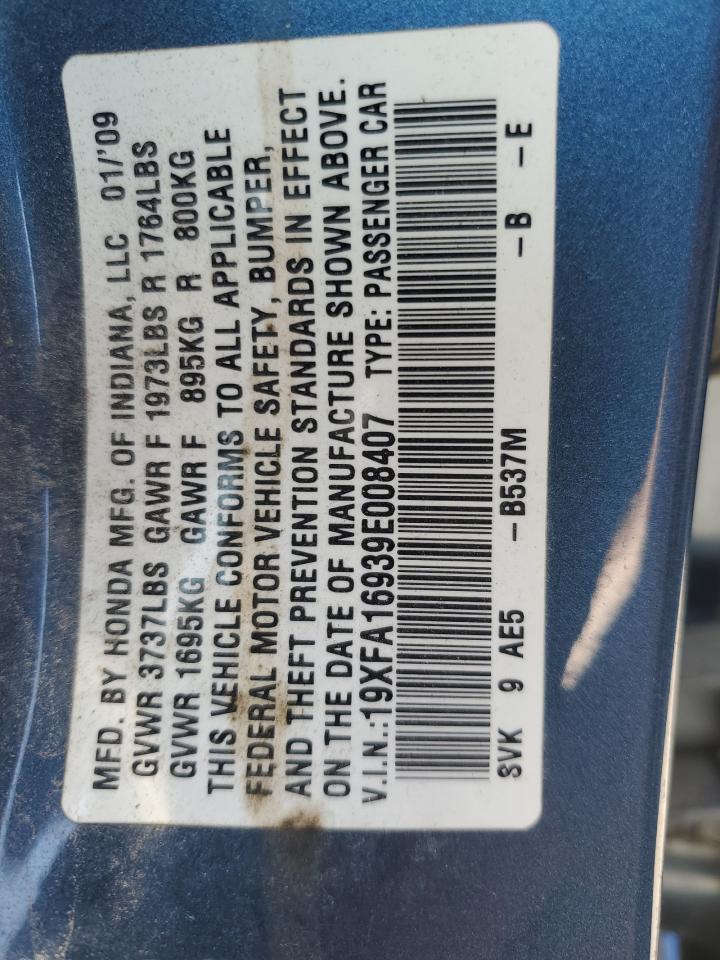 MFD. BY HONDA MFG. OF INDIANA, LLC 01/'09
GVWR 3737LBS GAWR F 1973LBS R 1764LBS
GVWR 1695KG GAWR F 895KG R 800KG
THIS VEHICLE CONFORMS TO ALL APPLICABLE
FEDERAL MOTOR VEHICLE SAFETY, BUMPER,
AND THEFT PREVENTION STANDARDS IN EFFECT
ON THE DATE OF MANUFACTURE SHOWN ABOVE.
V.I.N.:19XFA16939E008407 TYPE: PASSENGER CAR
SVK 9 AE5 -B537M -B -E